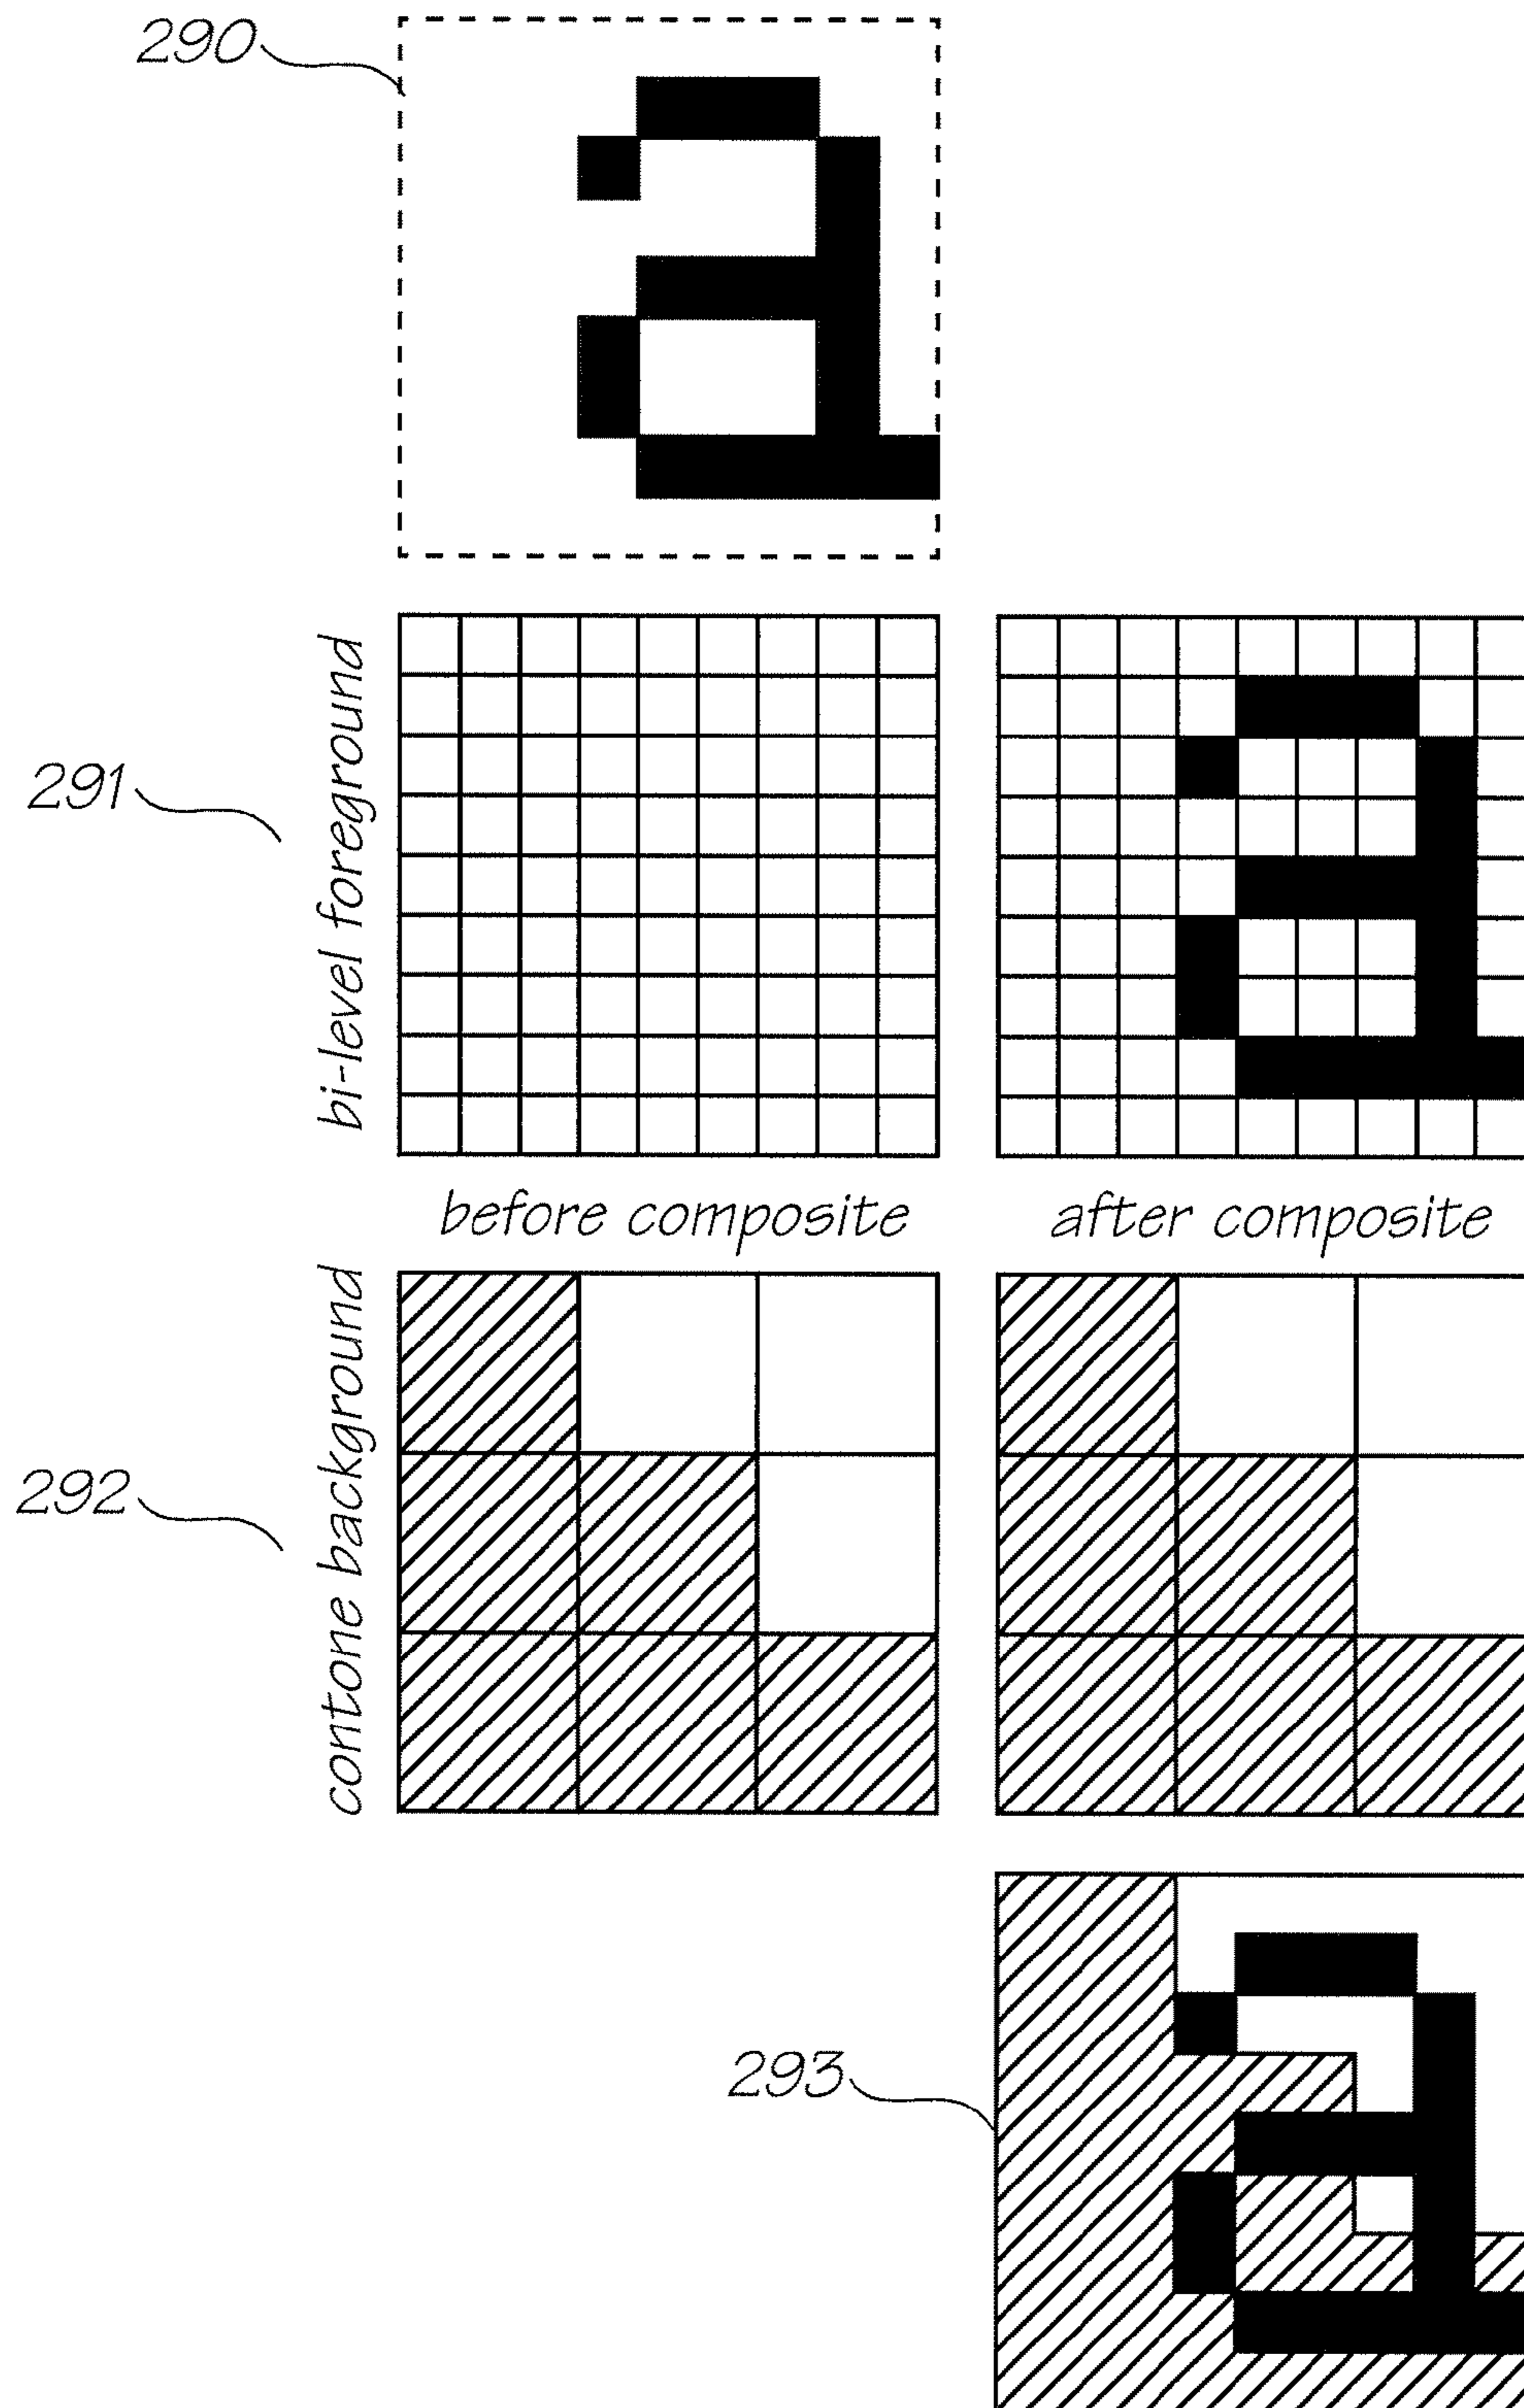 290
a
291
bi-level foreground
a
before composite
after composite
292
contone background
293
a